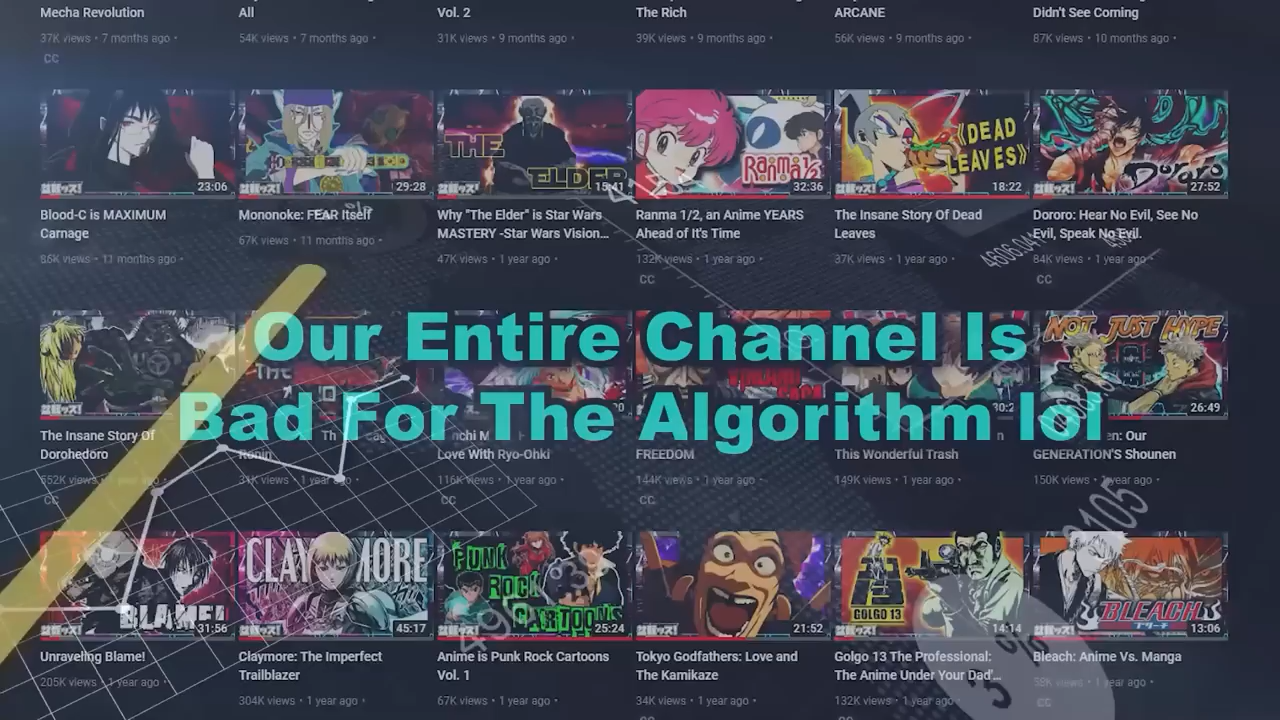 Mecha Revolution
All
Vol. 2
The Rich
ARCANE
Didn't See Coming
37K views • 7 months ago •
54K views • 7 months ago •
31K views • 9 months ago •
39K views • 9 months ago •
56K views • 9 months ago •
87K views • 10 months ago •
CC
THE
ELDER
Ranma ½
《DEAD
LEAVES》
Dororo
23:06
29:28
15:41
32:36
18:22
27:52
Blood-C is MAXIMUM
Carnage
Mononoke: FEAR Itself
Why "The Elder" is Star Wars
MASTERY -Star Wars Vision...
Ranma 1/2, an Anime YEARS
Ahead of It's Time
The Insane Story Of Dead
Leaves
Dororo: Hear No Evil, See No
Evil, Speak No Evil.
86K views • 11 months ago •
67K views • 11 months ago •
47K views • 1 year ago •
132K views • 1 year ago •
37K views • 1 year ago •
84K views • 1 year ago •
CC
CC
NOT JUST HYPE
26:49
Our Entire Channel Is
Bad For The Algorithm lol
The Insane Story Of
Dorohedoro
Ronin
Love With Ryo-Ohki
FREEDOM
This Wonderful Trash
Our
GENERATION'S Shounen
552K views • 1 year ago •
31K views • 1 year ago •
116K views • 1 year ago •
144K views • 1 year ago •
149K views • 1 year ago •
150K views • 1 year ago •
CC
CC
CC
BLAME!
CLAYMORE
PUNK
ROCK
CARTOONS
GOLGO 13
BLEACH
31:56
45:17
25:24
21:52
14:14
13:06
Unraveling Blame!
Claymore: The Imperfect
Trailblazer
Anime is Punk Rock Cartoons
Vol. 1
Tokyo Godfathers: Love and
The Kamikaze
Golgo 13 The Professional:
The Anime Under Your Dad'...
Bleach: Anime Vs. Manga
205K views • 1 year ago •
304K views • 1 year ago •
67K views • 1 year ago •
34K views • 1 year ago •
132K views • 1 year ago •
58K views • 1 year ago •
CC